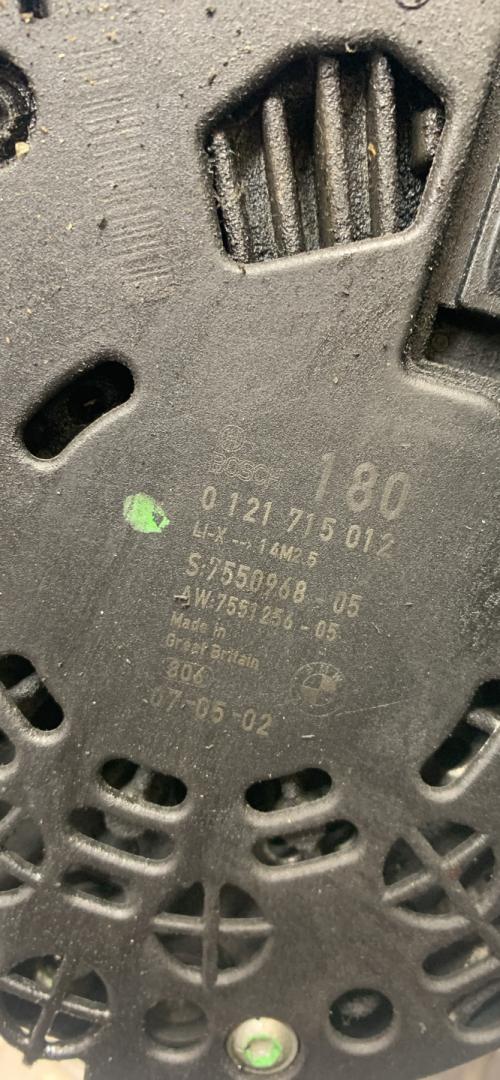 BOSCH 180
0 121 715 012
LI-X --> 14M2.5
S:7550968 - 05
AW:7551256 - 05
Made in
Great Britain
806
07-05-02